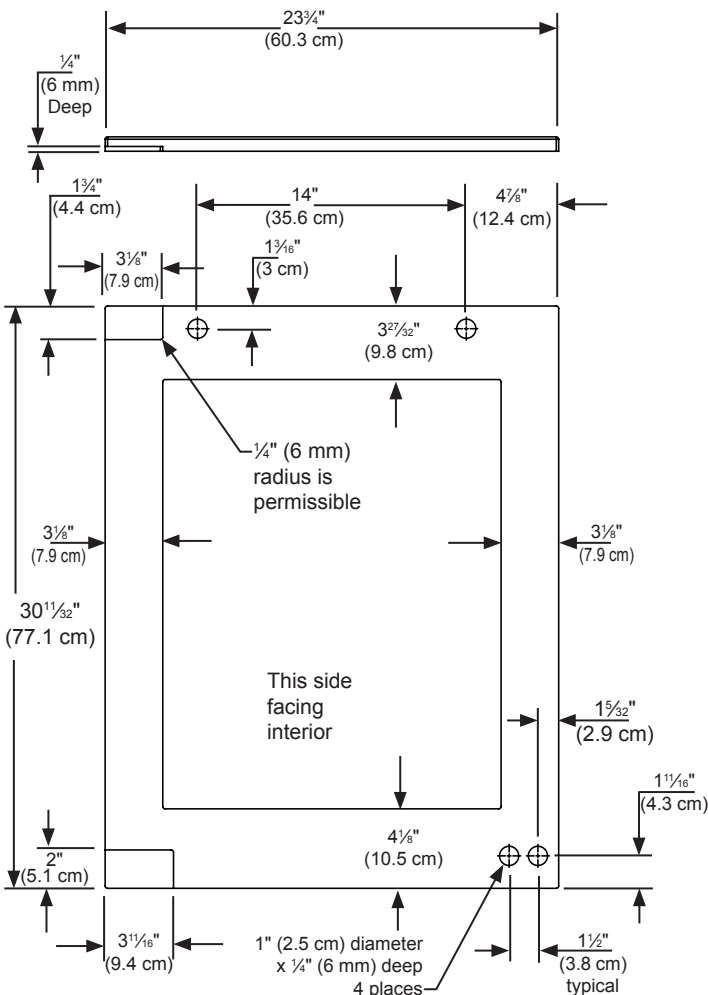 23¾"
(60.3 cm)
¼"
(6 mm)
Deep
1¾"
(4.4 cm)
14"
(35.6 cm)
4⅞"
(12.4 cm)
3⅛"
(7.9 cm)
1³⁄₁₆"
(3 cm)
3²⁷⁄₃₂"
(9.8 cm)
¼" (6 mm)
radius is
permissible
3⅛"
(7.9 cm)
3⅛"
(7.9 cm)
30¹¹⁄₃₂"
(77.1 cm)
This side
facing
interior
1⁵⁄₃₂"
(2.9 cm)
1¹¹⁄₁₆"
(4.3 cm)
2"
(5.1 cm)
4⅛"
(10.5 cm)
3¹¹⁄₁₆"
(9.4 cm)
1" (2.5 cm) diameter
x ¼" (6 mm) deep
4 places
1½"
(3.8 cm)
typical